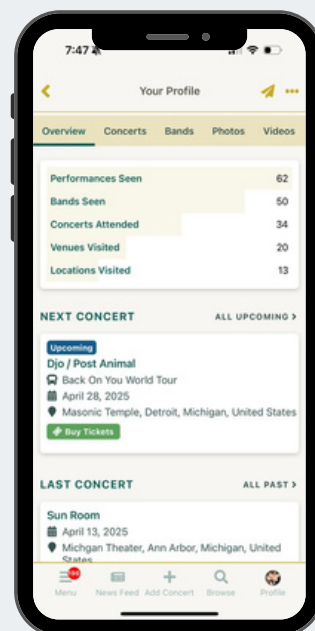 7:47
Your Profile
Overview Concerts Bands Photos Videos
Performances Seen 62
Bands Seen 50
Concerts Attended 34
Venues Visited 20
Locations Visited 13
NEXT CONCERT ALL UPCOMING >
Upcoming
Djo / Post Animal
Back On You World Tour
April 28, 2025
Masonic Temple, Detroit, Michigan, United States
Buy Tickets
LAST CONCERT ALL PAST >
Sun Room
April 13, 2025
Michgan Theater, Ann Arbor, Michigan, United
States
Menu News Feed Add Concert Browse Profile